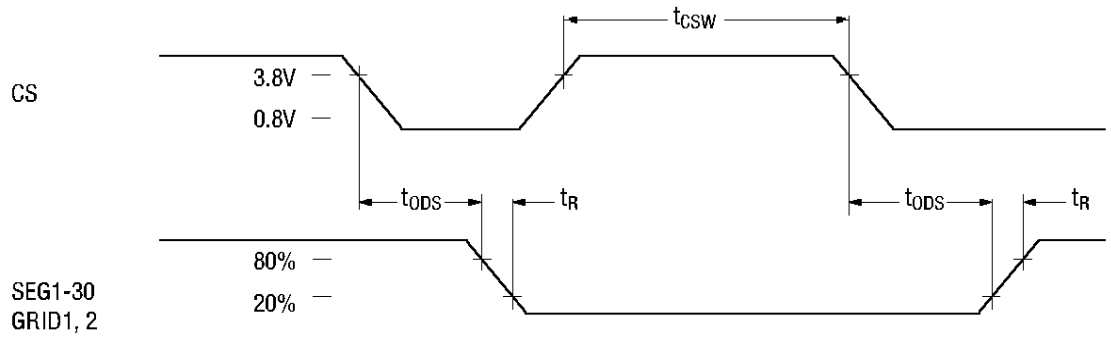 tCSW
CS
3.8V
0.8V
tODS
tR
tODS
tR
80%
20%
SEG1-30
GRID1, 2